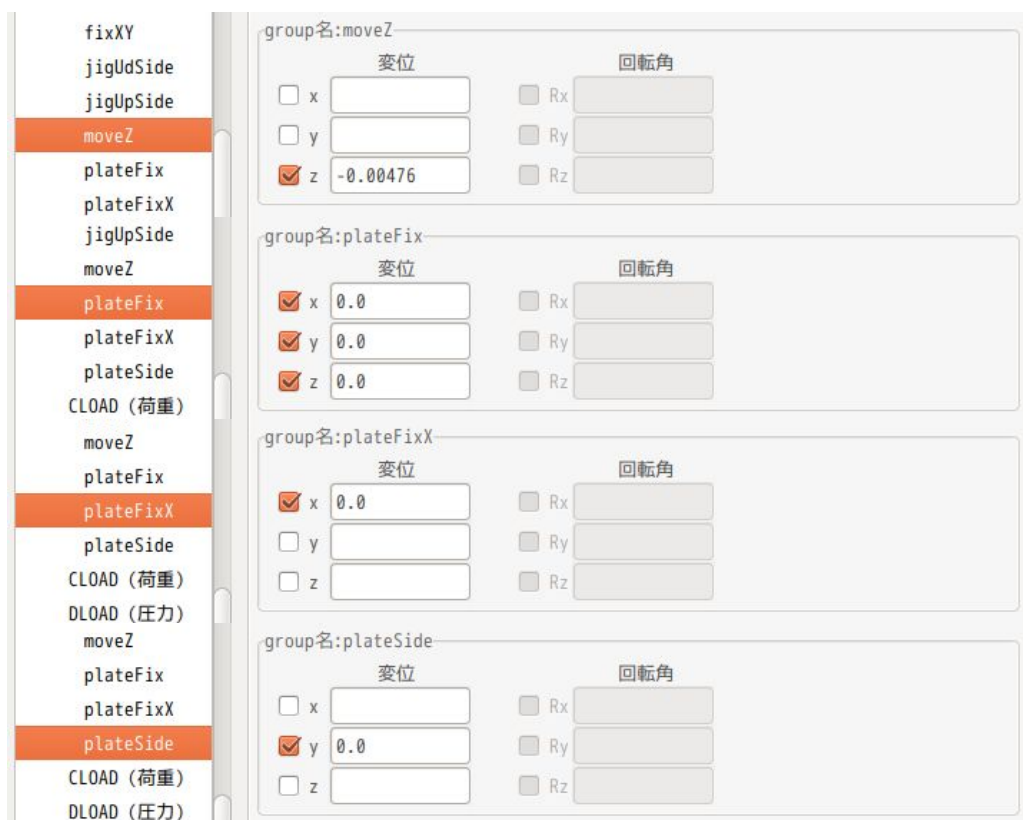 fixXY
jigUdSide
jigUpSide
moveZ
plateFix
plateFixX
group名:moveZ
変位 回転角
x Rx
y Ry
z -0.00476 Rz
jigUpSide
moveZ
plateFix
plateFixX
plateSide
CLOAD (荷重)
group名:plateFix
変位 回転角
x 0.0 Rx
y 0.0 Ry
z 0.0 Rz
moveZ
plateFix
plateFixX
plateSide
CLOAD (荷重)
DLOAD (圧力)
group名:plateFixX
変位 回転角
x 0.0 Rx
y Ry
z Rz
moveZ
plateFix
plateFixX
plateSide
CLOAD (荷重)
DLOAD (圧力)
group名:plateSide
変位 回転角
x Rx
y 0.0 Ry
z Rz